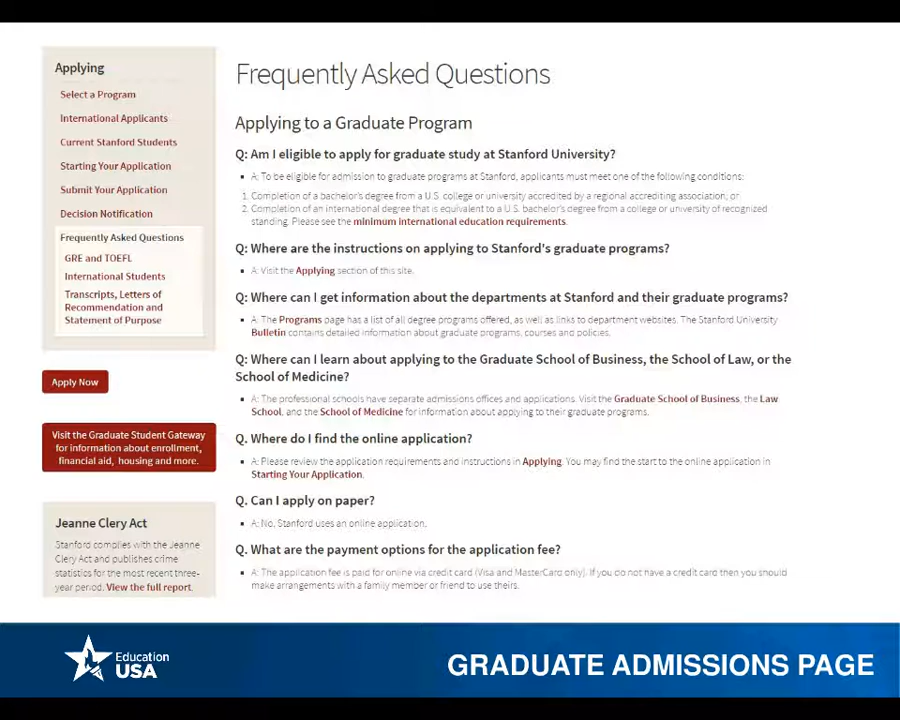 Applying
Select a Program
International Applicants
Current Stanford Students
Starting Your Application
Submit Your Application
Decision Notification
Frequently Asked Questions
GRE and TOEFL
International Students
Transcripts, Letters of
Recommendation and
Statement of Purpose
Apply Now
Visit the Graduate Student Gateway
for information about enrollment,
financial aid, housing and more.
Jeanne Clery Act
Stanford complies with the Jeanne
Clery Act and publishes crime
statistics for the most recent three-
year period. View the full report.
Frequently Asked Questions
Applying to a Graduate Program
Q: Am I eligible to apply for graduate study at Stanford University?
A: To be eligible for admission to graduate programs at Stanford, applicants must meet one of the following conditions:
1. Completion of a bachelor's degree from a U.S. college or university accredited by a regional accrediting association; or
2. Completion of an international degree that is equivalent to a U.S. bachelor's degree from a college or university of recognized
standing. Please see the minimum international education requirements.
Q: Where are the instructions on applying to Stanford's graduate programs?
A: Visit the Applying section of this site.
Q: Where can I get information about the departments at Stanford and their graduate programs?
A: The Programs page has a list of all degree programs offered, as well as links to department websites. The Stanford University
Bulletin contains detailed information about graduate programs, courses and policies.
Q: Where can I learn about applying to the Graduate School of Business, the School of Law, or the
School of Medicine?
A: The professional schools have separate admissions offices and applications. Visit the Graduate School of Business, the Law
School, and the School of Medicine for information about applying to their graduate programs.
Q. Where do I find the online application?
A: Please review the application requirements and instructions in Applying. You may find the start to the online application in
Starting Your Application.
Q. Can I apply on paper?
A: No, Stanford uses an online application.
Q. What are the payment options for the application fee?
A: The application fee is paid for online via credit card (Visa and MasterCard only). If you do not have a credit card then you should
make arrangements with a family member or friend to use theirs.
Education
USA
GRADUATE ADMISSIONS PAGE